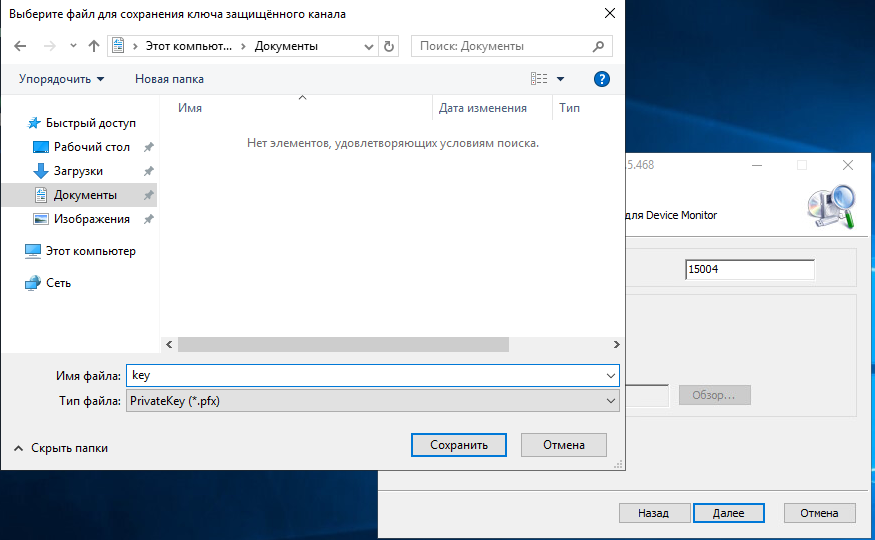 Выберите файл для сохранения ключа защищённого канала
Этот компьют... > Документы
Поиск: Документы
Упорядочить
Новая папка
Имя
Дата изменения
Тип
Быстрый доступ
Нет элементов, удовлетворяющих условиям поиска.
Рабочий стол
Загрузки
5.468
Документы
Изображения
для Device Monitor
Этот компьютер
15004
Сеть
Имя файла: key
Тип файла: PrivateKey (*.pfx)
Обзор...
Скрыть папки
Сохранить
Отмена
Назад
Далее
Отмена